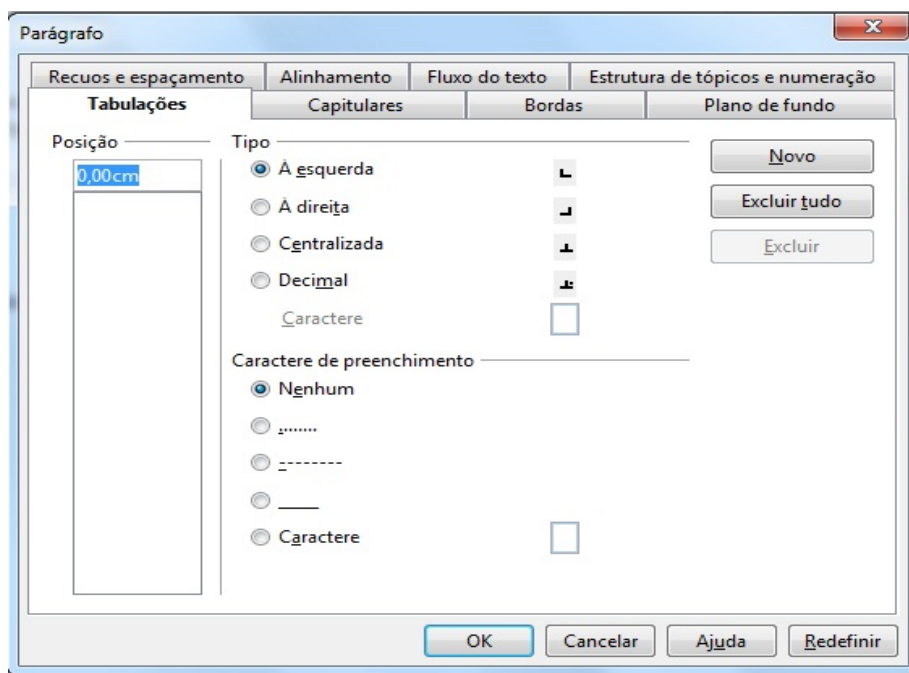 Parágrafo
Recuos e espaçamento Alinhamento Fluxo do texto Estrutura de tópicos e numeração
Tabulações Capitulares Bordas Plano de fundo
Posição
0,00cm
Tipo
À esquerda
À direita
Centralizada
Decimal
Caractere
Caractere de preenchimento
Nenhum
........
--------
____
Caractere
Novo
Excluir tudo
Excluir
OK Cancelar Ajuda Redefinir